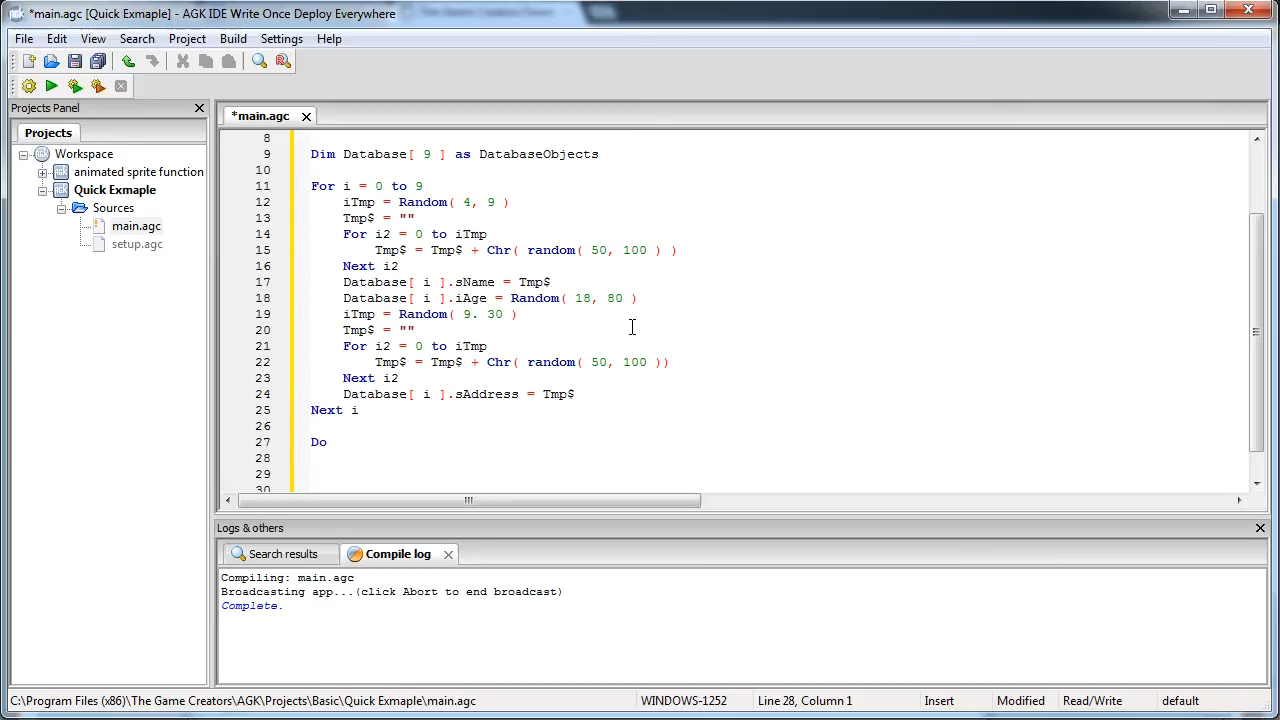 *main.agc [Quick Exmaple] - AGK IDE Write Once Deploy Everywhere
File Edit View Search Project Build Settings Help
Projects Panel
*main.agc
Projects
Workspace
animated sprite function
Quick Exmaple
Sources
main.agc
setup.agc
8
9 Dim Database[ 9 ] as DatabaseObjects
10
11 For i = 0 to 9
12 iTmp = Random( 4, 9 )
13 Tmp$ = ""
14 For i2 = 0 to iTmp
15 Tmp$ = Tmp$ + Chr( random( 50, 100 ) )
16 Next i2
17 Database[ i ].sName = Tmp$
18 Database[ i ].iAge = Random( 18, 80 )
19 iTmp = Random( 9. 30 )
20 Tmp$ = ""
21 For i2 = 0 to iTmp
22 Tmp$ = Tmp$ + Chr( random( 50, 100 ))
23 Next i2
24 Database[ i ].sAddress = Tmp$
25 Next i
26
27 Do
28
29
30
Logs & others
Search results Compile log
Compiling: main.agc
Broadcasting app...(click Abort to end broadcast)
Complete.
C:\Program Files (x86)\The Game Creators\AGK\Projects\Basic\Quick Exmaple\main.agc WINDOWS-1252 Line 28, Column 1 Insert Modified Read/Write default